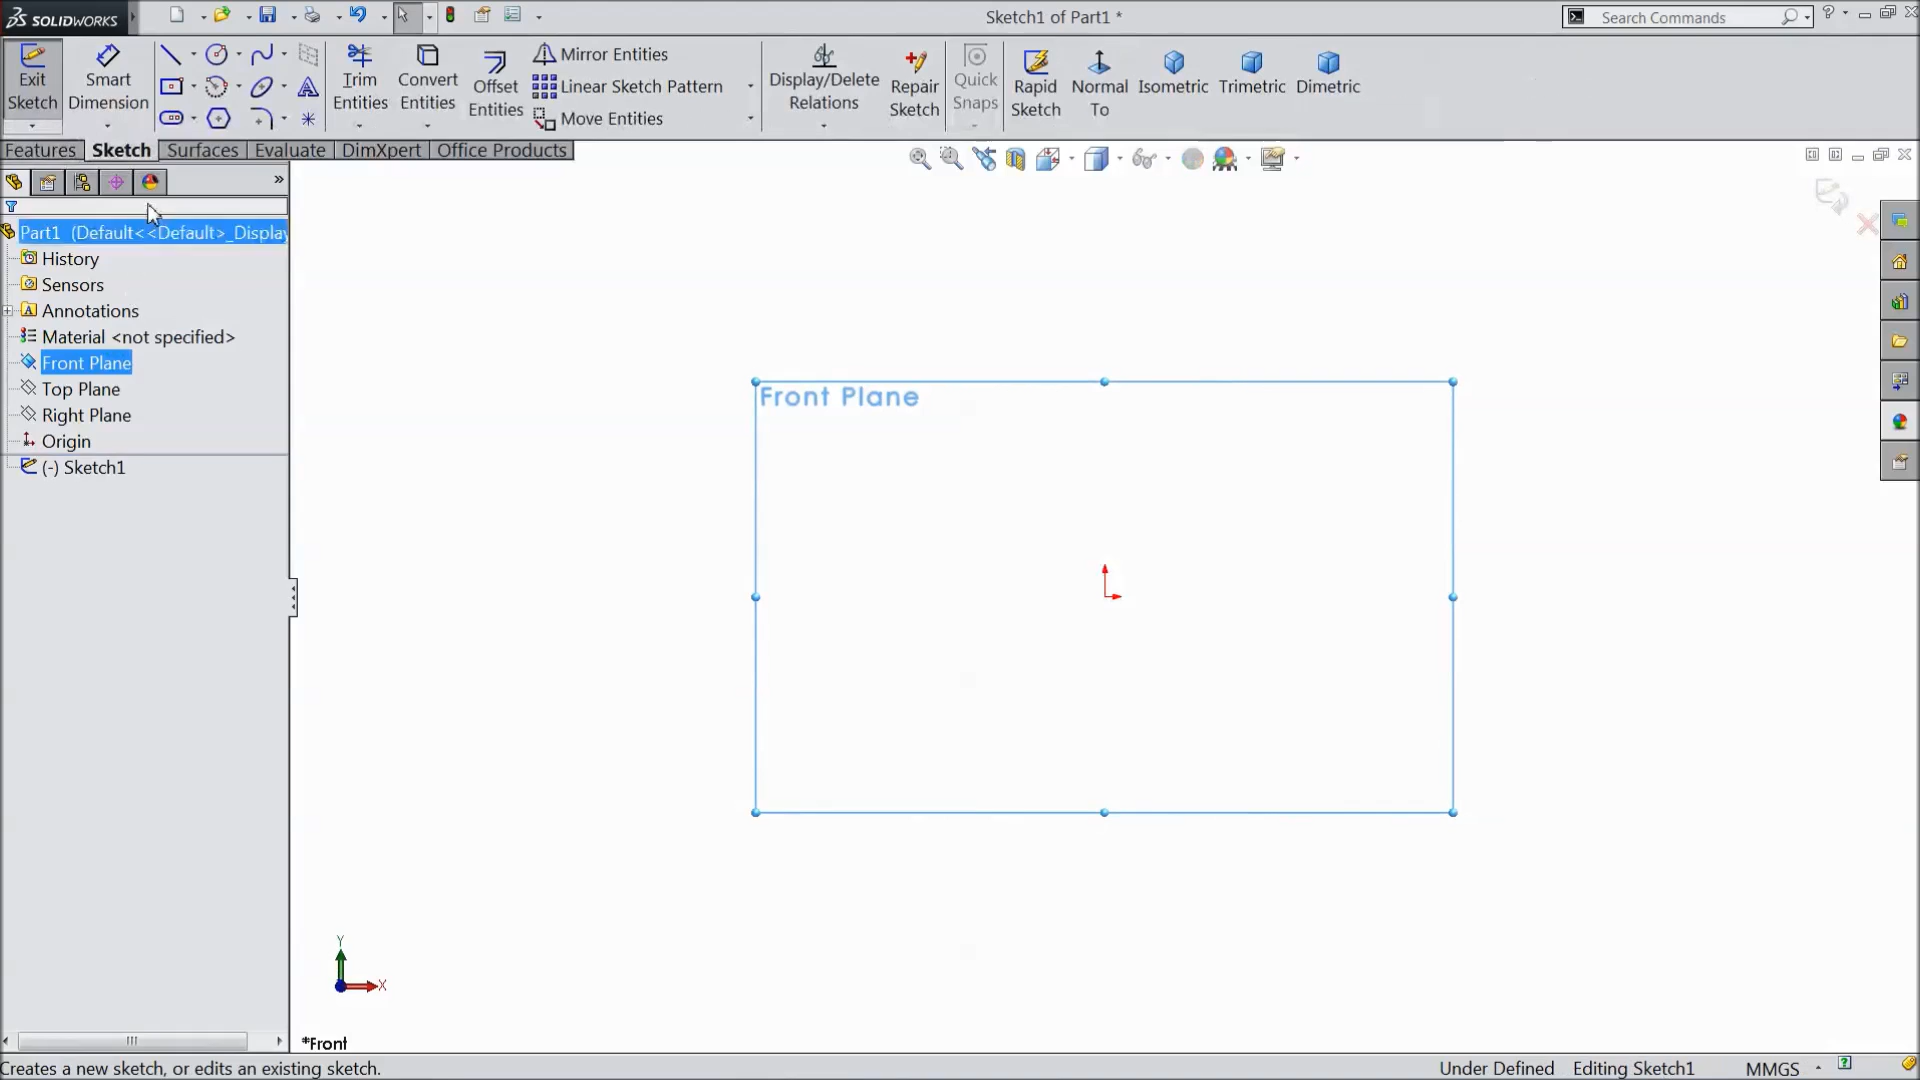 SOLIDWORKS
Sketch1 of Part1 *
Search Commands
?
Exit
Sketch
Smart
Dimension
Trim
Entities
Convert
Entities
Offset
Entities
Mirror Entities
Linear Sketch Pattern
Move Entities
Display/Delete
Relations
Repair
Sketch
Quick
Snaps
Rapid
Sketch
Normal
To
Isometric
Trimetric
Dimetric
Features
Sketch
Surfaces
Evaluate
DimXpert
Office Products
»
Part1 (Default<<Default>_Display
History
Sensors
Annotations
Material <not specified>
Front Plane
Top Plane
Right Plane
Origin
(-) Sketch1
Front Plane
Y
X
*Front
Creates a new sketch, or edits an existing sketch.
Under Defined
Editing Sketch1
MMGS